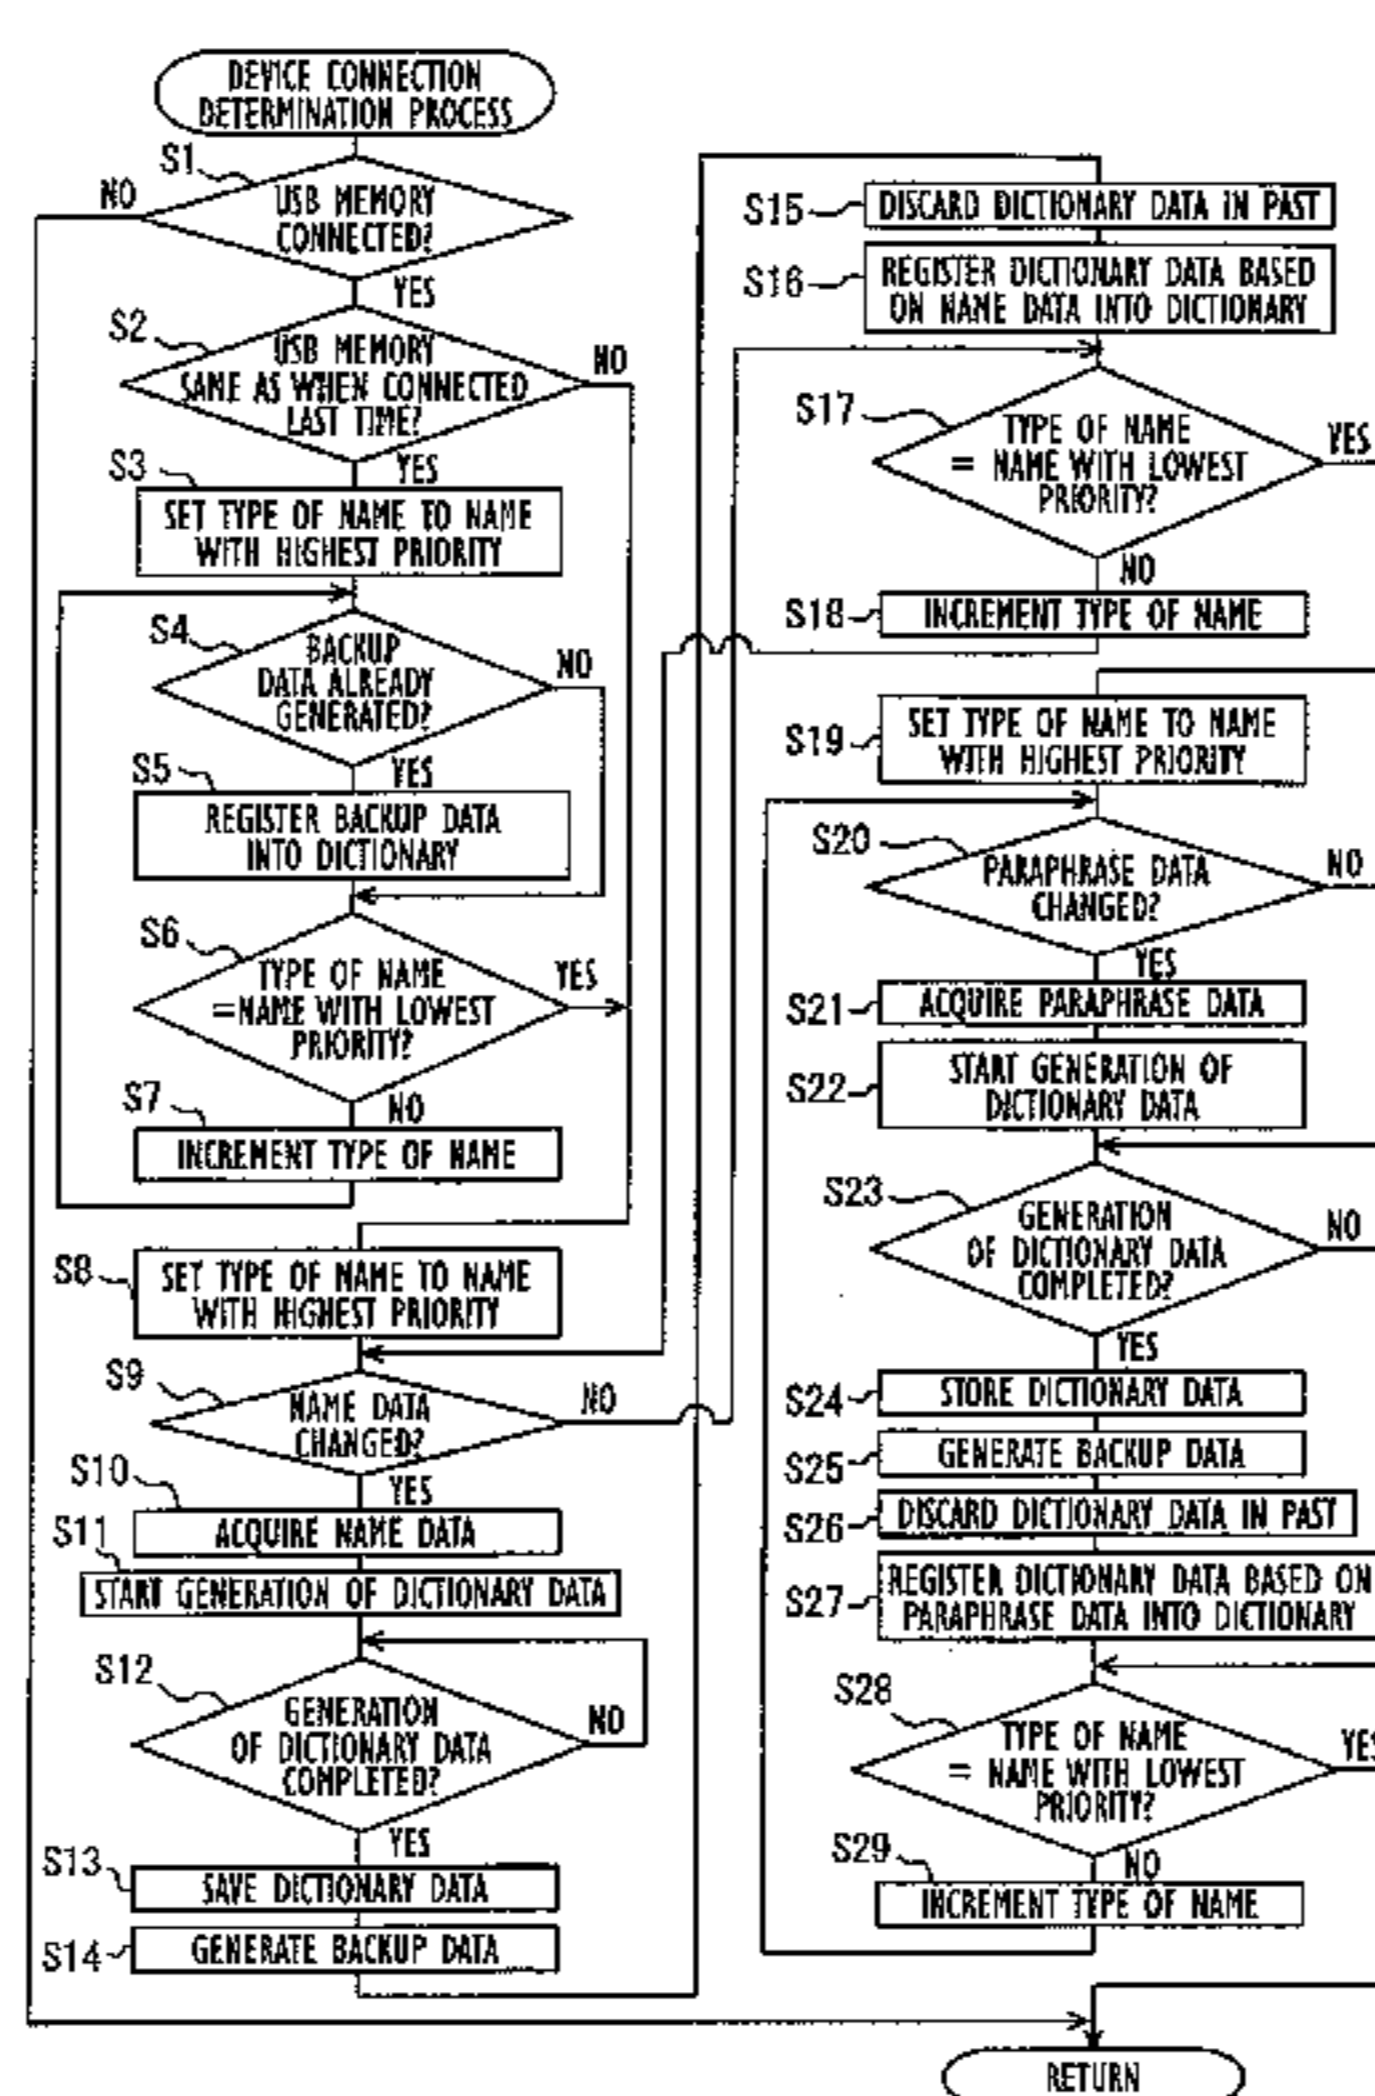 DEVICE CONNECTION
DETERMINATION PROCESS
S1
NO
USB MEMORY
CONNECTED?
YES
S2
USB MEMORY
SAME AS WHEN CONNECTED
LAST TIME?
NO
YES
S3
SET TYPE OF NAME TO NAME
WITH HIGHEST PRIORITY
S4
BACKUP
DATA ALREADY
GENERATED?
NO
YES
S5
REGISTER BACKUP DATA
INTO DICTIONARY
S6
TYPE OF NAME
=NAME WITH LOWEST
PRIORITY?
YES
NO
S7
INCREMENT TYPE OF NAME
S8
SET TYPE OF NAME TO NAME
WITH HIGHEST PRIORITY
S9
NAME DATA
CHANGED?
NO
YES
S10
ACQUIRE NAME DATA
S11
START GENERATION OF DICTIONARY DATA
S12
GENERATION
OF DICTIONARY DATA
COMPLETED?
NO
YES
S13
SAVE DICTIONARY DATA
S14
GENERATE BACKUP DATA
S15
DISCARD DICTIONARY DATA IN PAST
S16
REGISTER DICTIONARY DATA BASED
ON NAME DATA INTO DICTIONARY
S17
TYPE OF NAME
= NAME WITH LOWEST
PRIORITY?
YES
NO
S18
INCREMENT TYPE OF NAME
S19
SET TYPE OF NAME TO NAME
WITH HIGHEST PRIORITY
S20
PARAPHRASE DATA
CHANGED?
NO
YES
S21
ACQUIRE PARAPHRASE DATA
S22
START GENERATION OF
DICTIONARY DATA
S23
GENERATION
OF DICTIONARY DATA
COMPLETED?
NO
YES
S24
STORE DICTIONARY DATA
S25
GENERATE BACKUP DATA
S26
DISCARD DICTIONARY DATA IN PAST
S27
REGISTER DICTIONARY DATA BASED ON
PARAPHRASE DATA INTO DICTIONARY
S28
TYPE OF NAME
= NAME WITH LOWEST
PRIORITY?
YES
S29
NO
INCREMENT TYPE OF NAME
RETURN